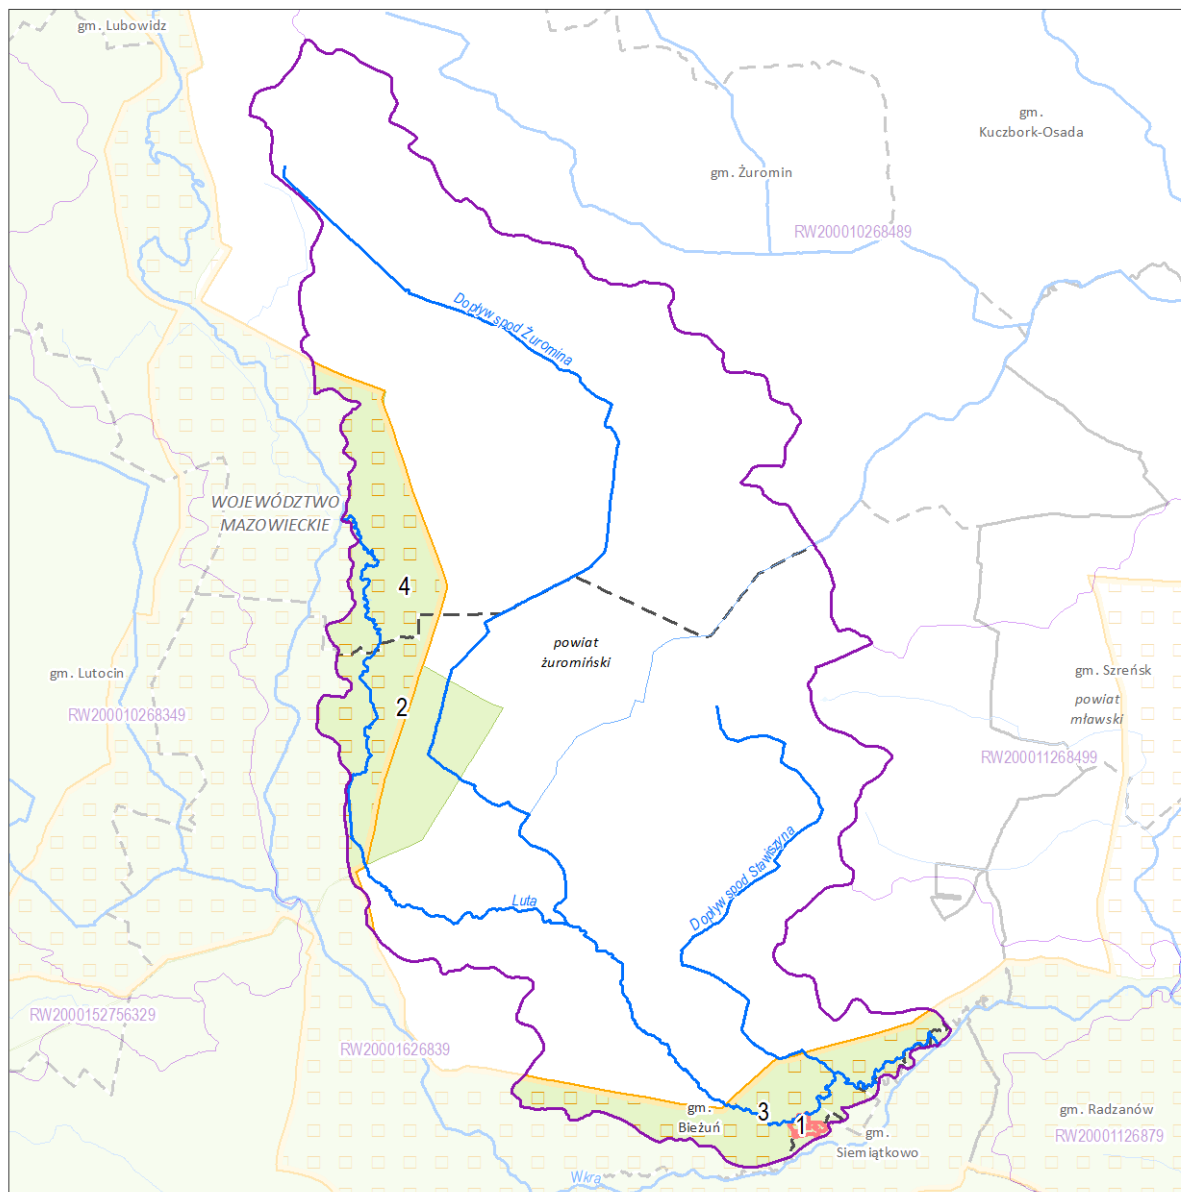 gm. Lubowidz
gm.
Kuczbork-Osada
gm. Żuromin
RW200010268489
Dopływ spod Żuromina
WOJEWÓDZTWO
MAZOWIECKIE
4
powiat
żuromiński
gm. Lutocin
gm. Szreńsk
powiat
mławski
2
RW200010268349
RW200011268499
Dopływ spod Stawiszyna
Luta
RW2000152756329
RW20001626839
gm.
Bieżuń
3
1
gm.
Siemiątkowo
gm. Radzanów
RW20001126879
Wkra